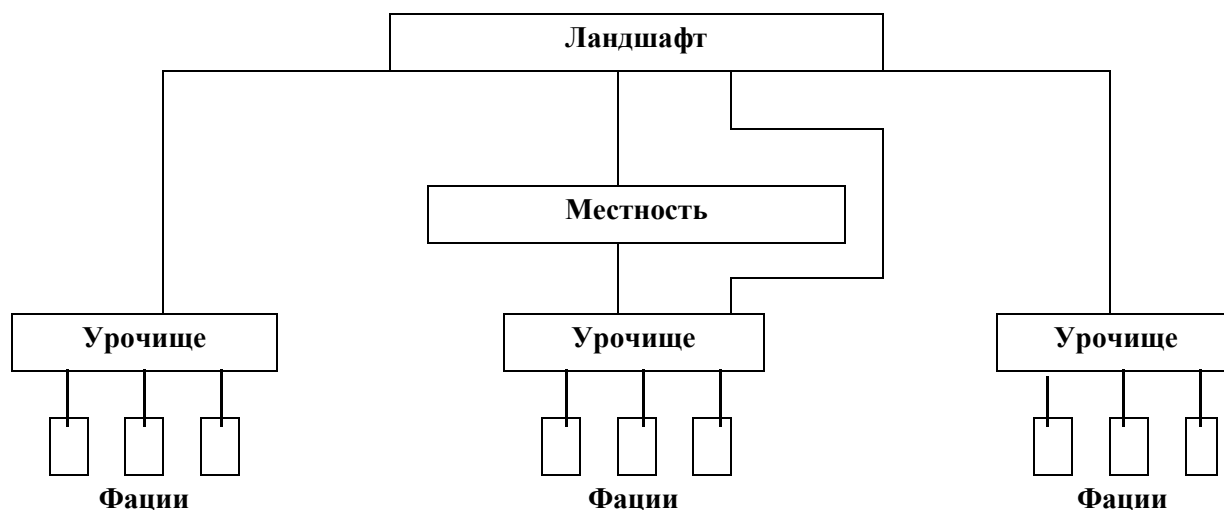 Ландшафт
Местность
Урочище
Урочище
Урочище
Фации
Фации
Фации